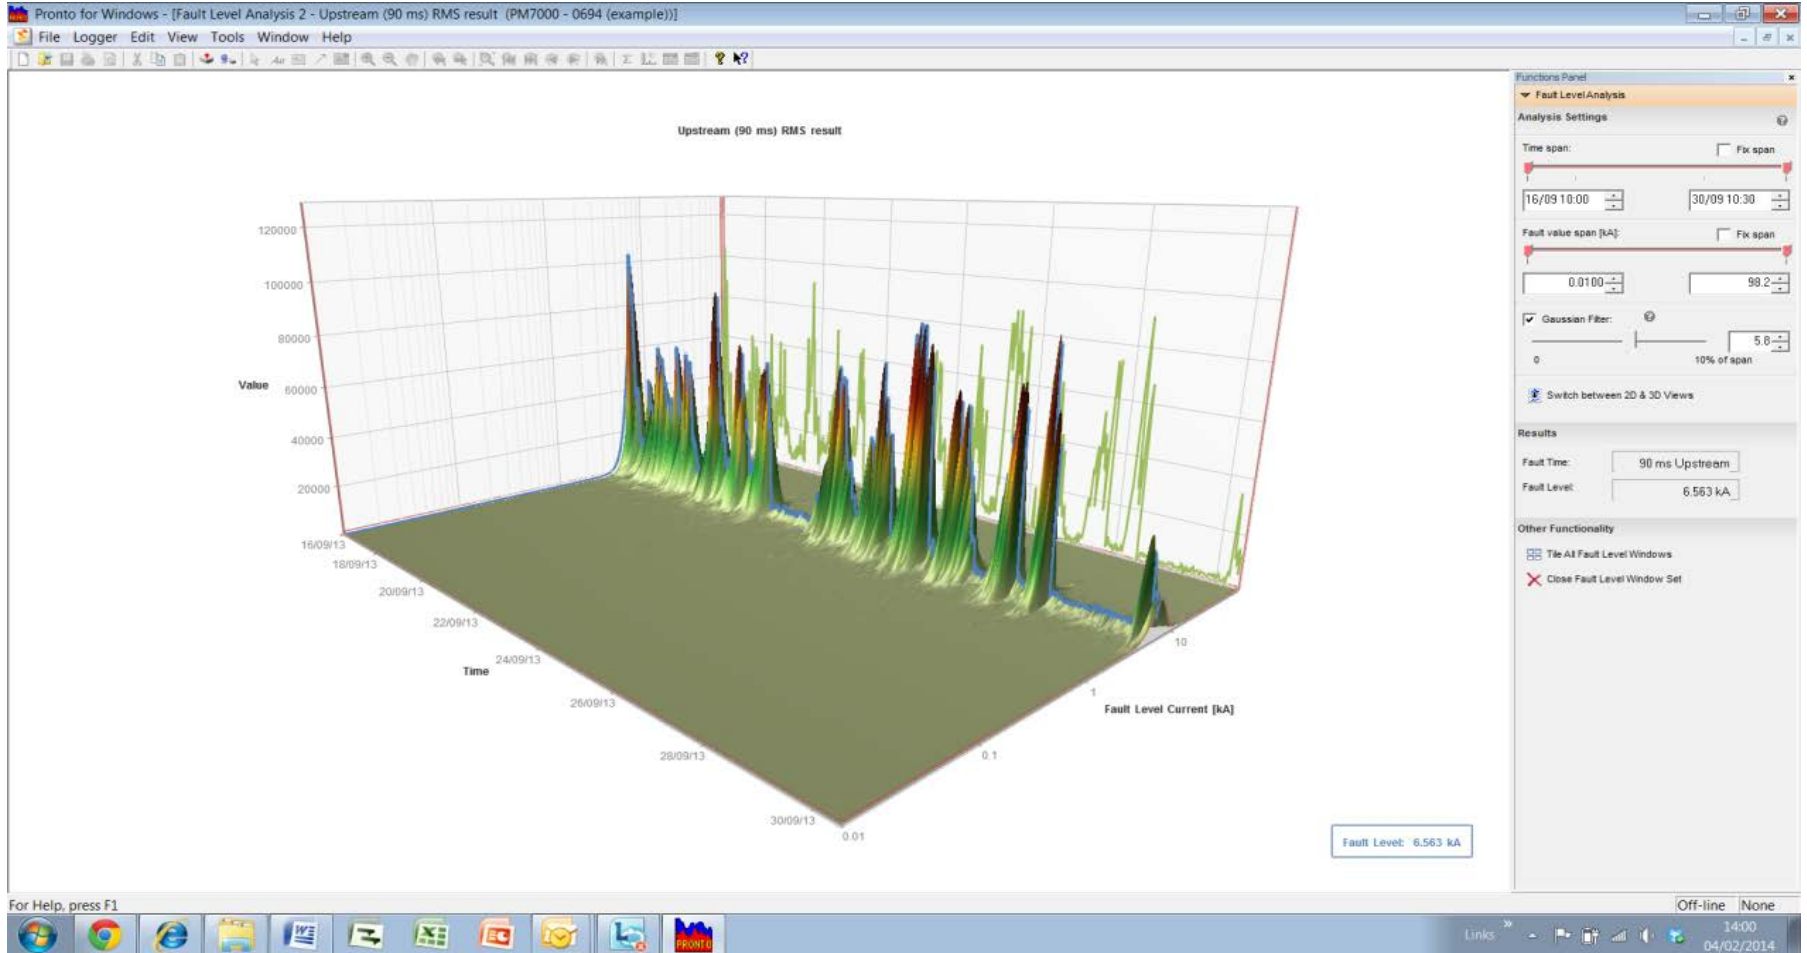 Pronto for Windows - [Fault Level Analysis 2 - Upstream (90 ms) RMS result (PM7000 - 0694 (example))]
File Logger Edit View Tools Window Help
Functions Panel
Fault Level Analysis
Analysis Settings
Time span:
Fix span
16/09 10:00
30/09 10:30
Fault value span [kA]:
Fix span
0.0100
98.2
Gaussian Filter:
5.8
0
10% of span
Switch between 2D & 3D Views
Results
Fault Time:
90 ms Upstream
Fault Level:
6.563 kA
Other Functionality
Tile All Fault Level Windows
Close Fault Level Window Set
Upstream (90 ms) RMS result
120000
100000
80000
Value
60000
40000
20000
16/09/13
18/09/13
20/09/13
22/09/13
24/09/13
Time
26/09/13
28/09/13
30/09/13
0.01
0.1
1
10
Fault Level Current [kA]
Fault Level: 6.563 kA
For Help, press F1
Off-line None
PRONTO
Links
14:00
04/02/2014